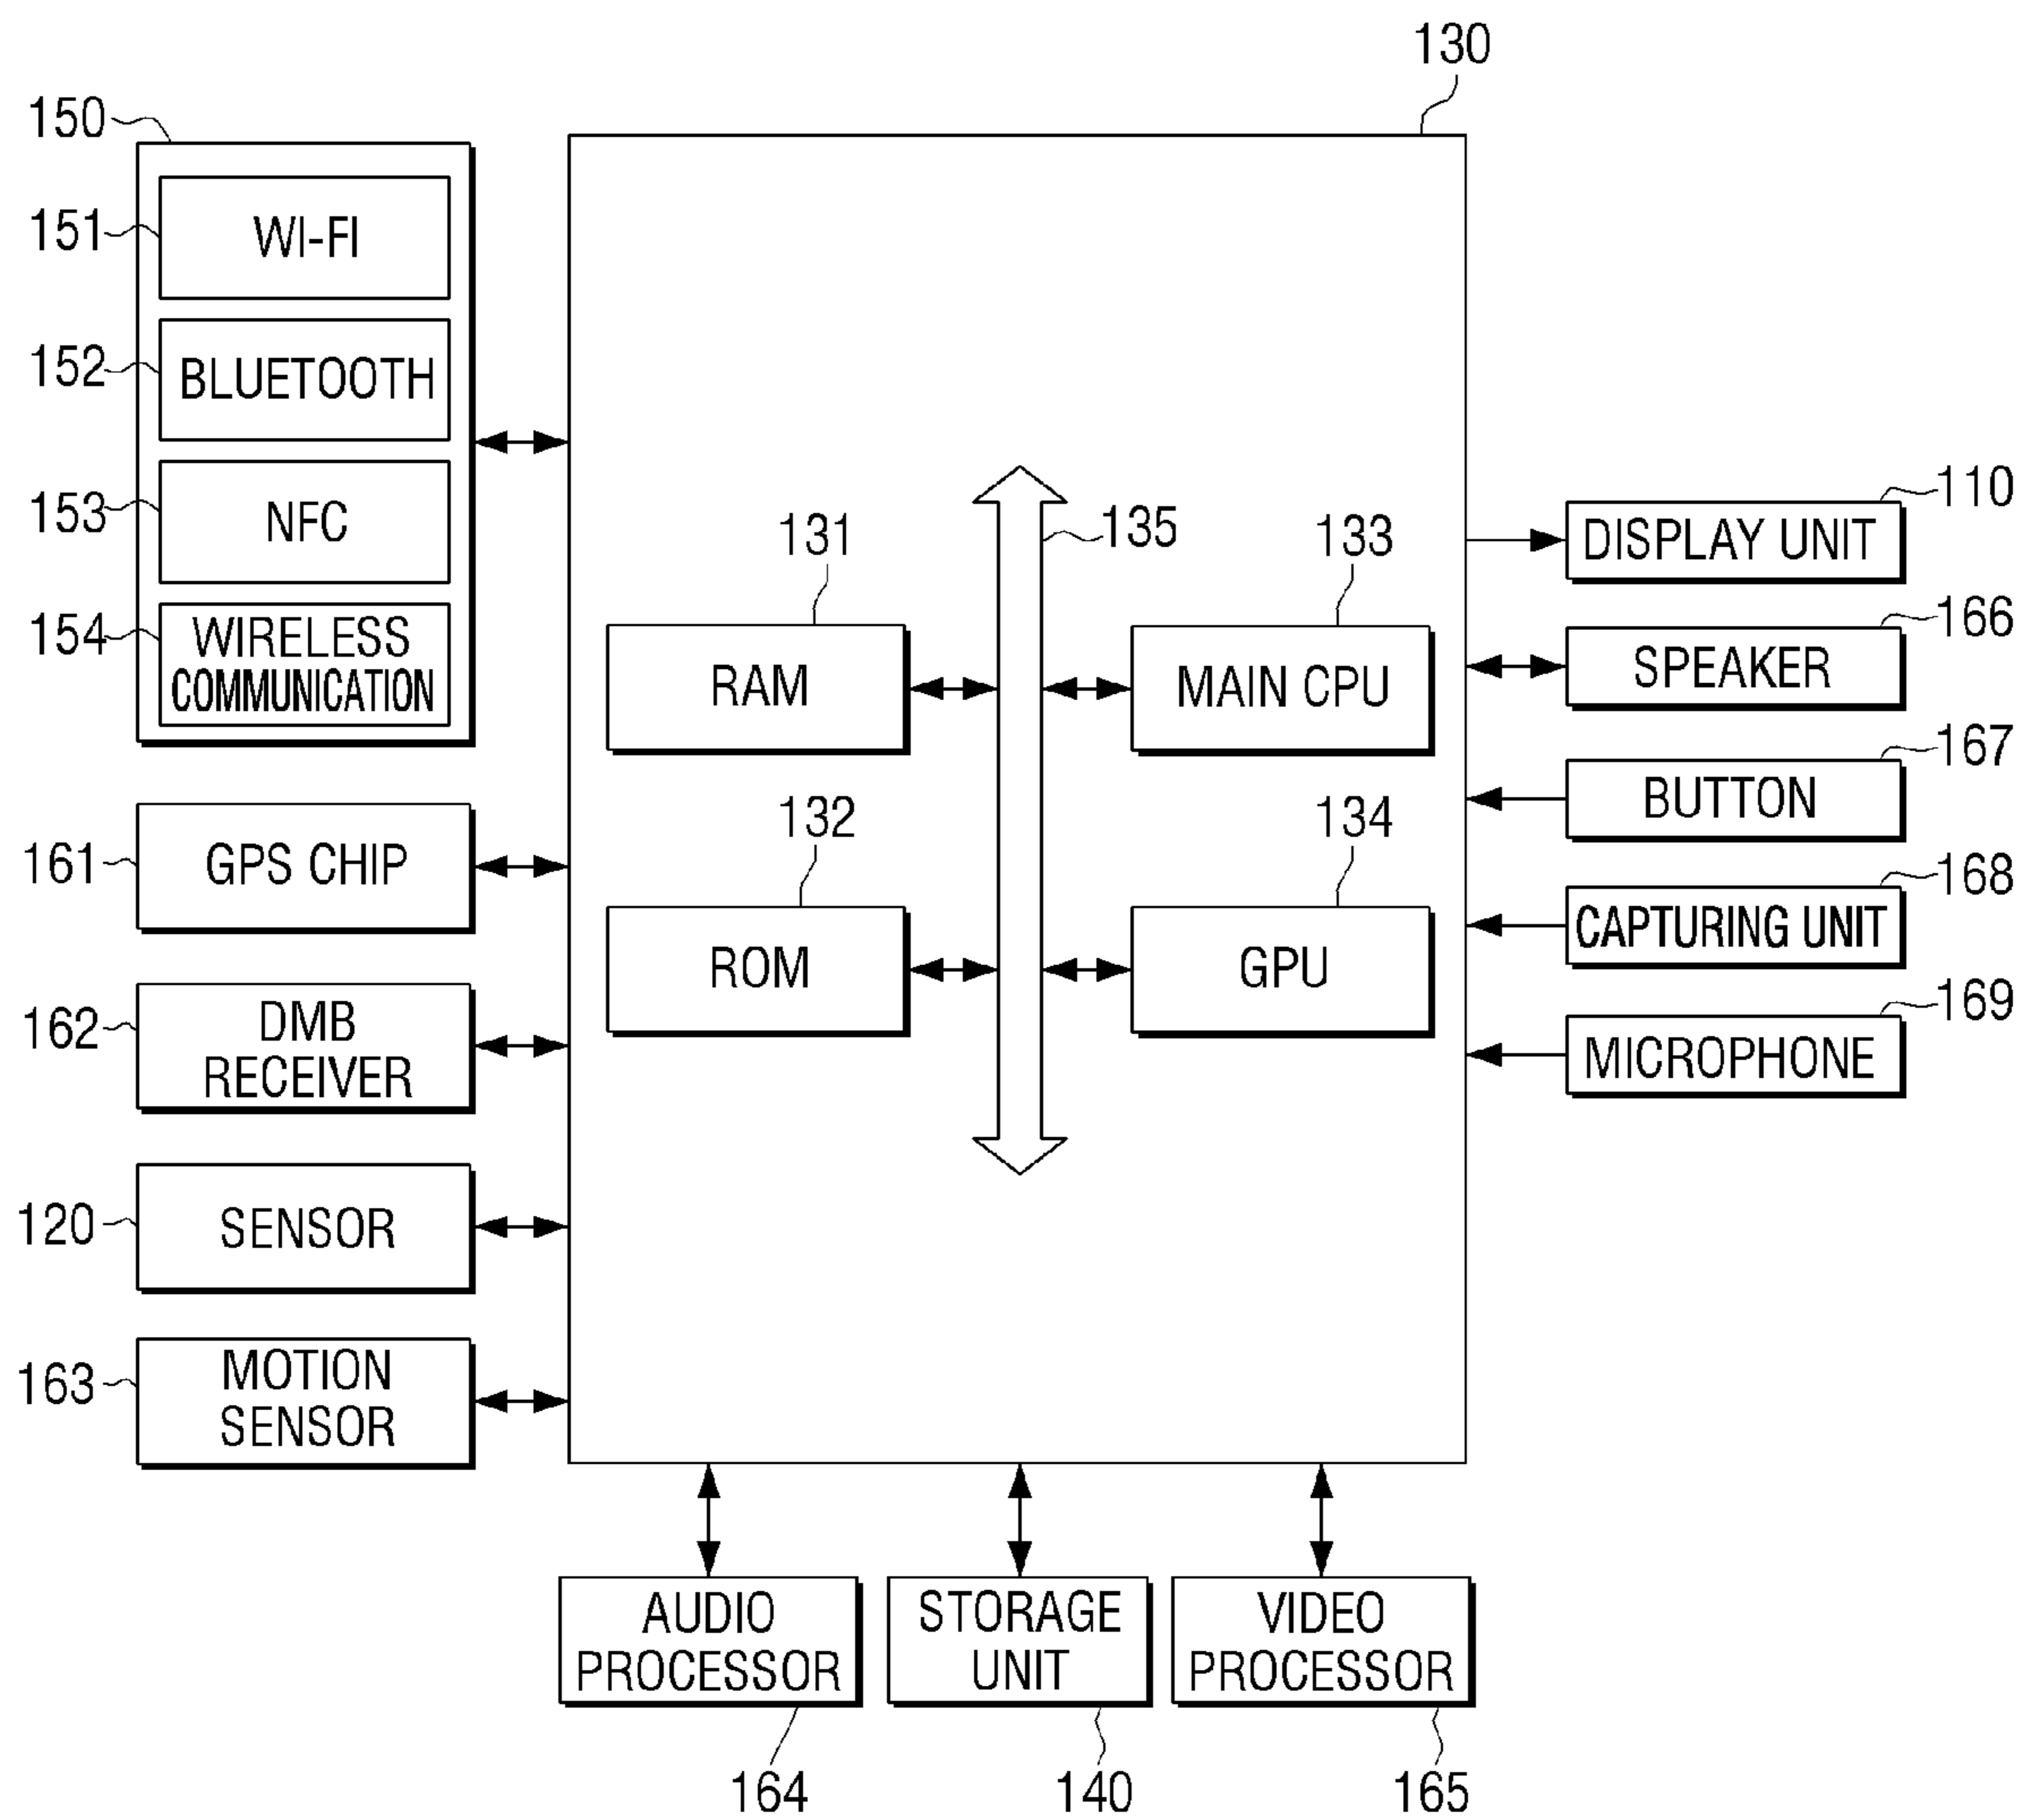 130
150
151
WI-FI
152
BLUETOOTH
153
NFC
154
WIRELESS
COMMUNICATION
161
GPS CHIP
162
DMB
RECEIVER
120
SENSOR
163
MOTION
SENSOR
131
RAM
132
ROM
135
133
MAIN CPU
134
GPU
110
DISPLAY UNIT
166
SPEAKER
167
BUTTON
168
CAPTURING UNIT
169
MICROPHONE
AUDIO
PROCESSOR
164
STORAGE
UNIT
140
VIDEO
PROCESSOR
165